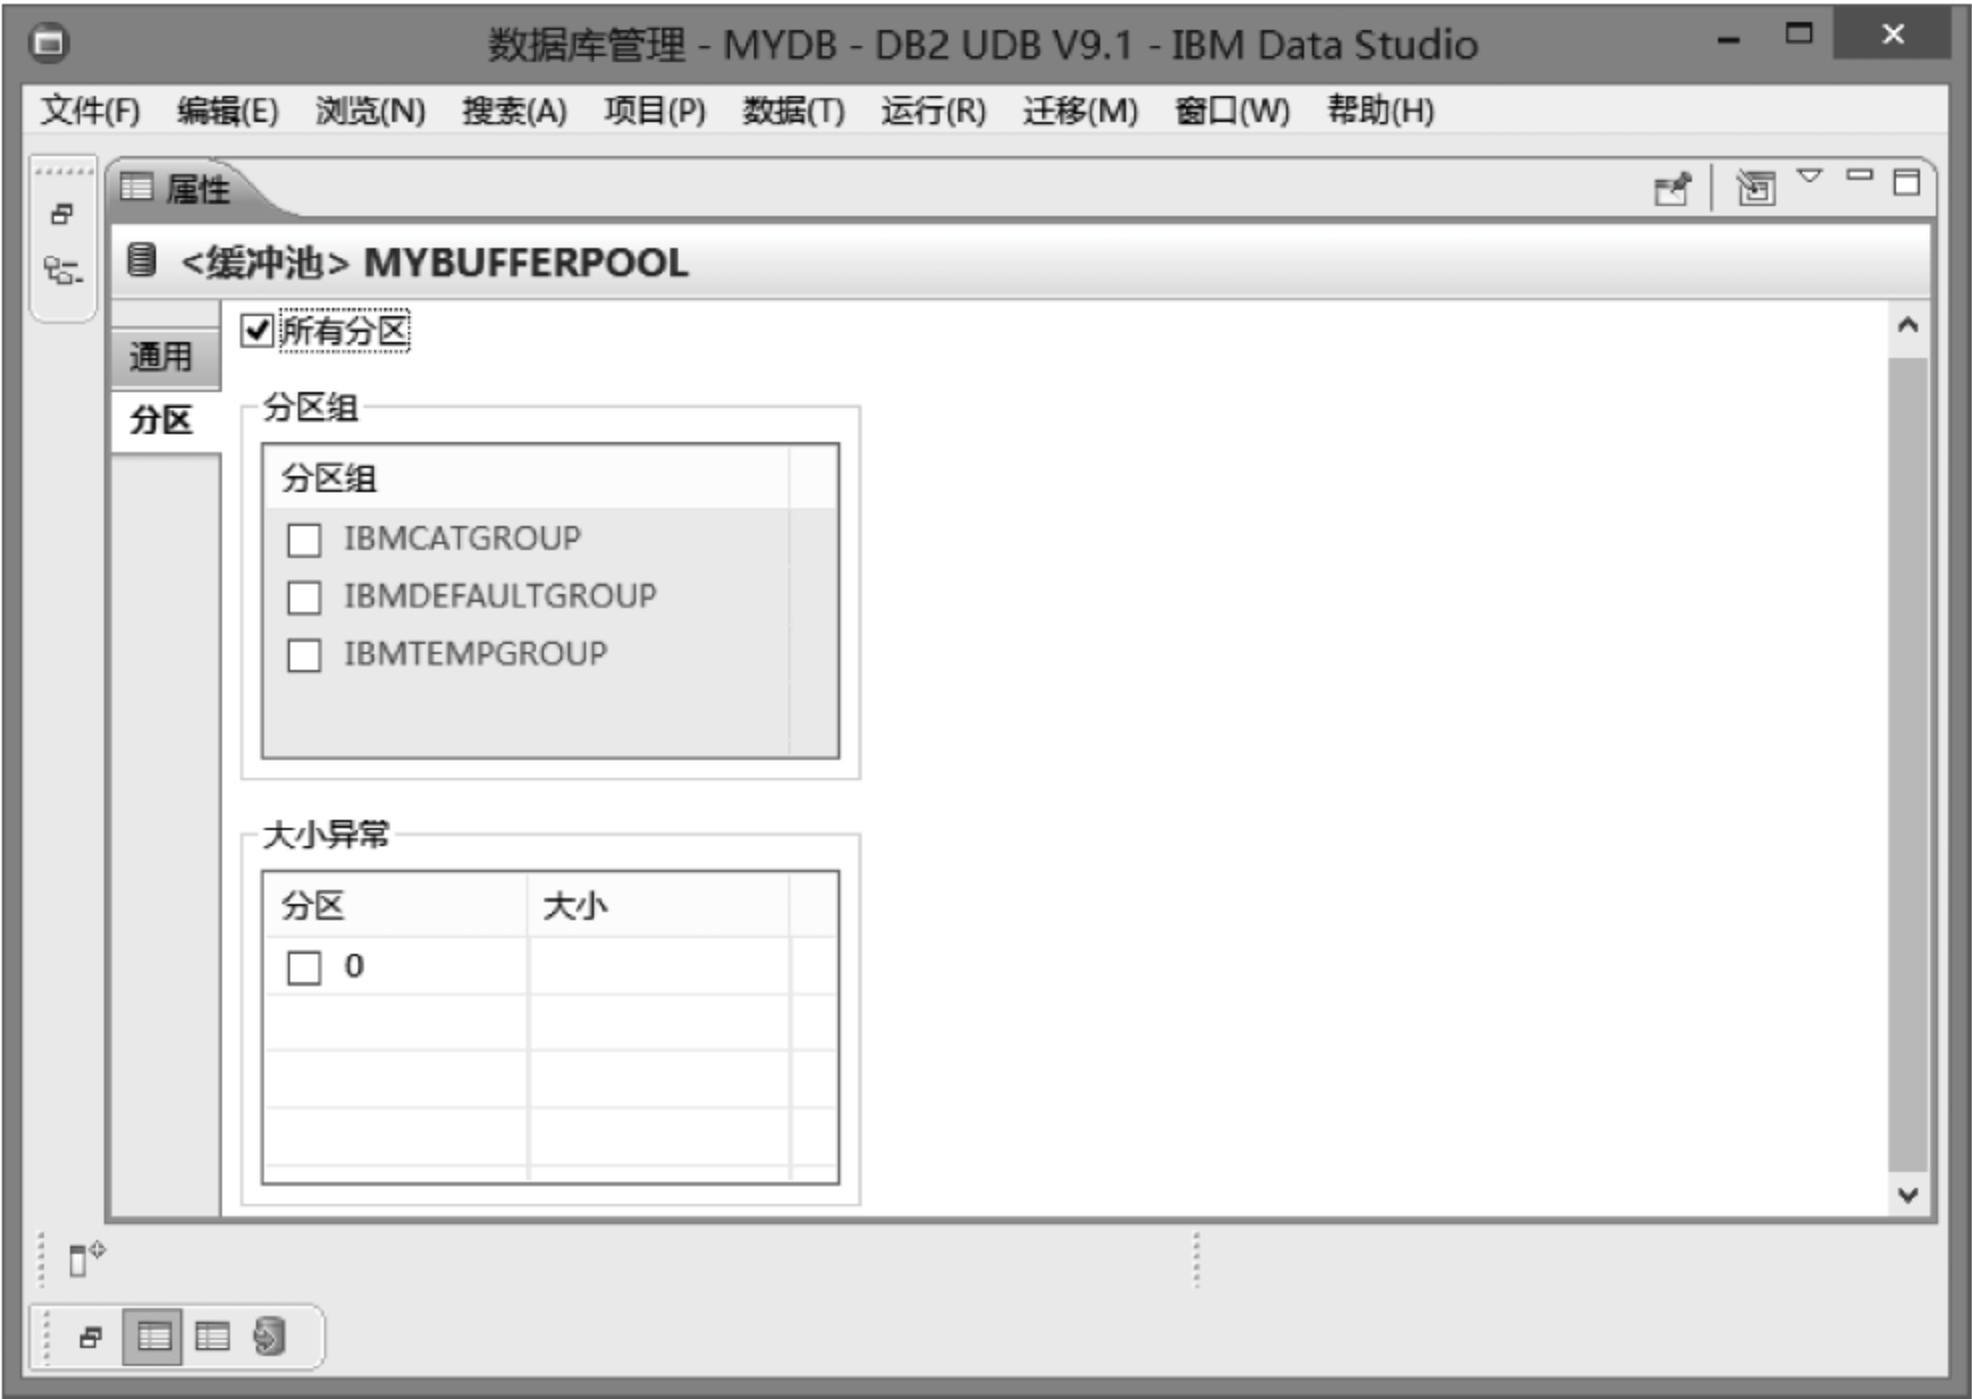 数据库管理 - MYDB - DB2 UDB V9.1 - IBM Data Studio
文件(F) 编辑(E) 浏览(N) 搜索(A) 项目(P) 数据(T) 运行(R) 迁移(M) 窗口(W) 帮助(H)
属性
<缓冲池> MYBUFFERPOOL
通用
分区
所有分区
分区组
分区组
IBMCATGROUP
IBMDEFAULTGROUP
IBMTEMPGROUP
大小异常
分区 大小
0